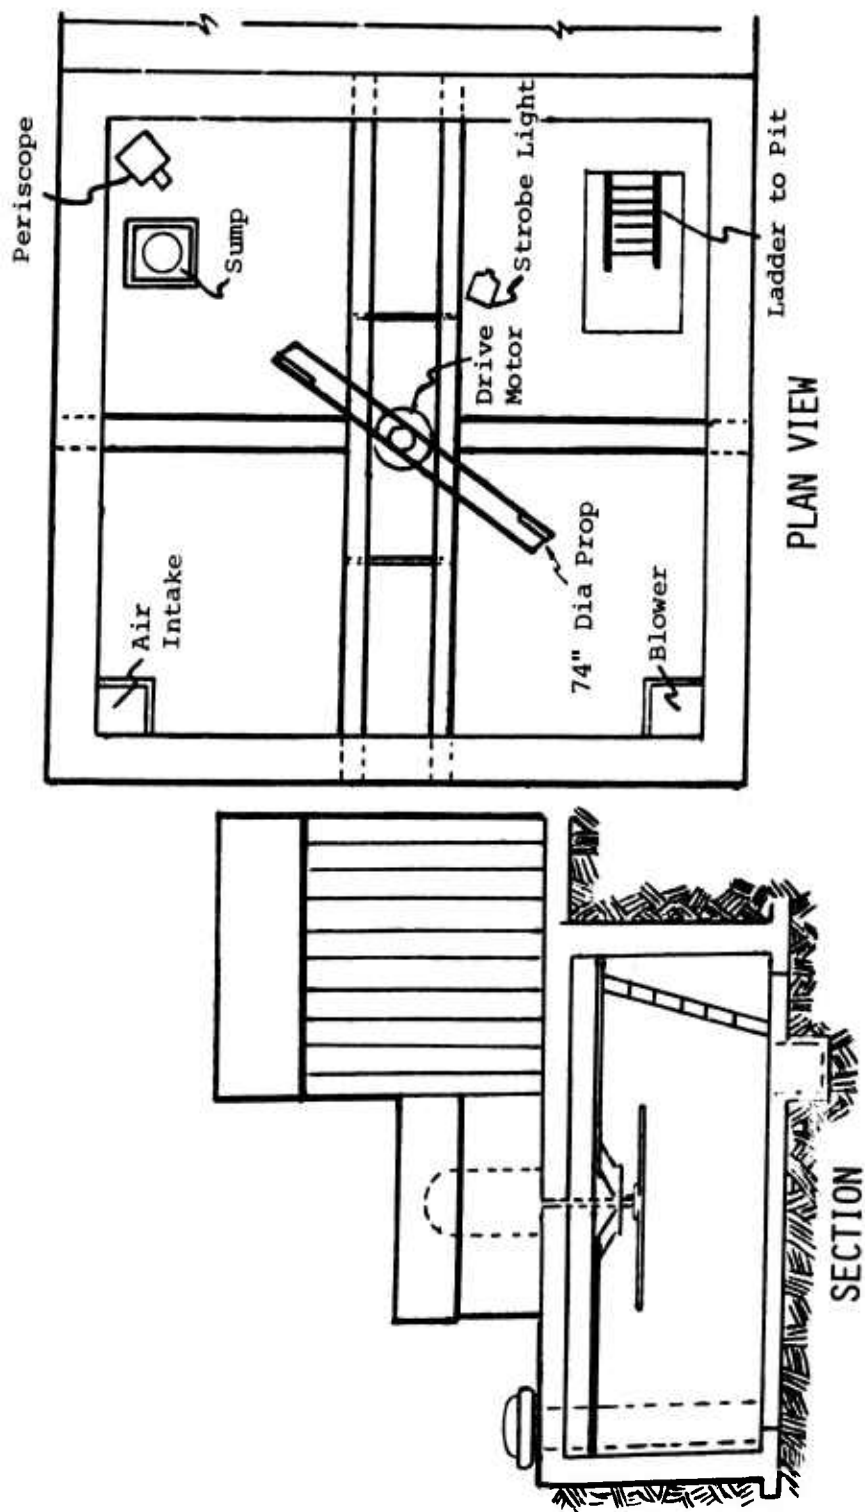 Periscope
Air
Intake
Sump
Drive
Motor
Strobe Light
74" Dia Prop
Blower
Ladder to Pit
PLAN VIEW
SECTION